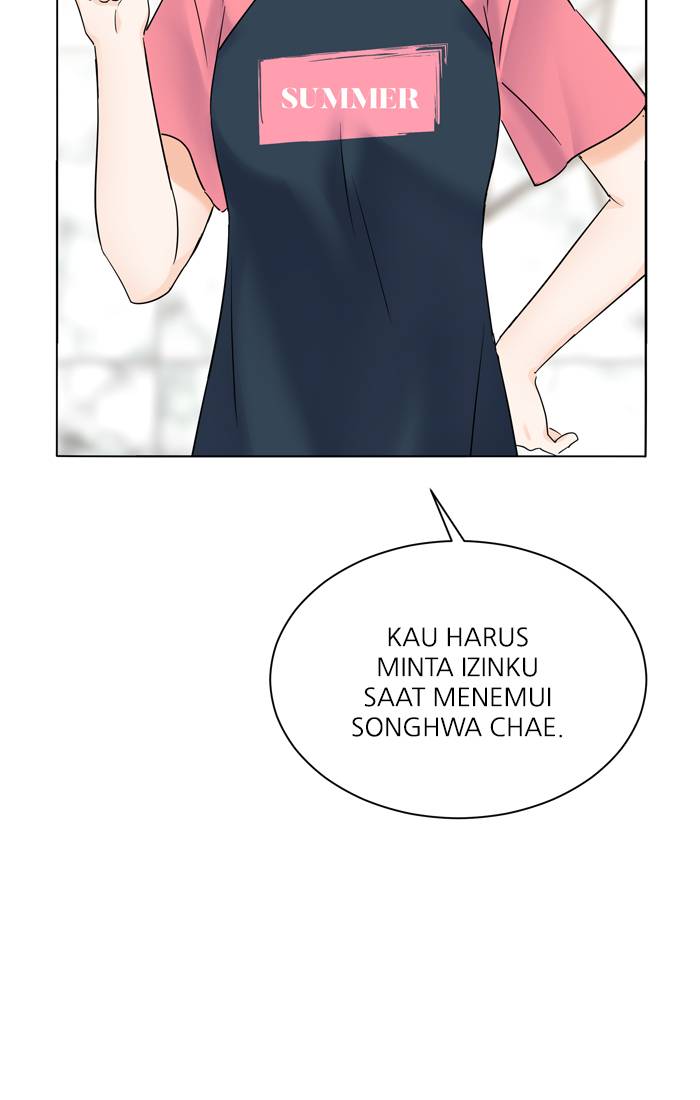 SUMMER
KAU HARUS
MINTA IZINKU
SAAT MENEMUI
SONGHWA CHAE.